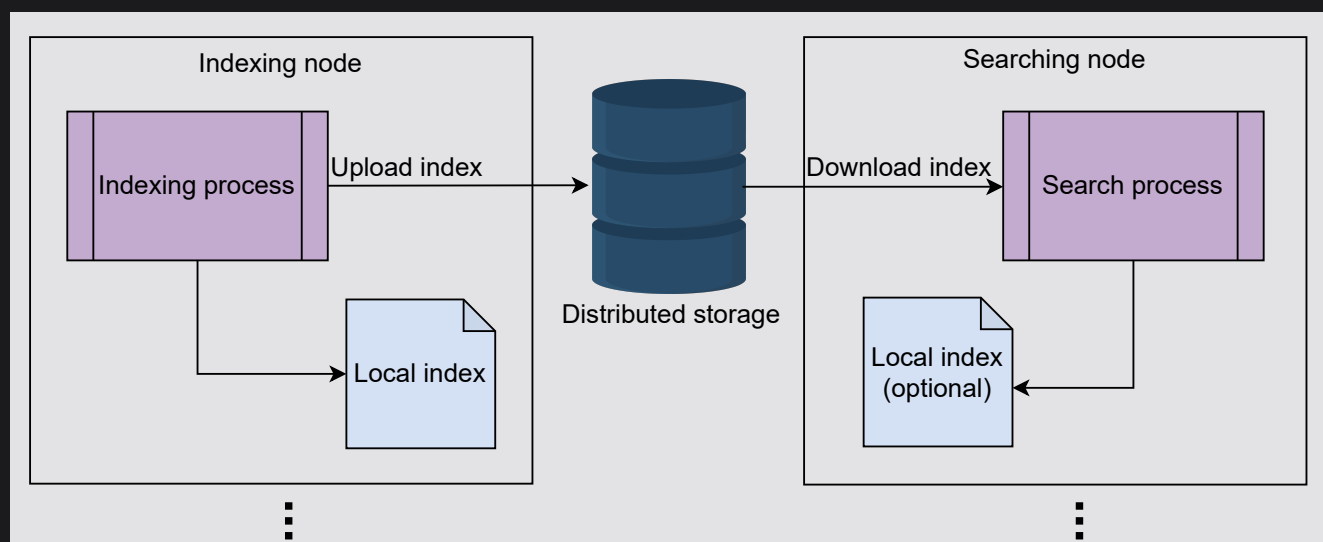 Indexing node
Indexing process
Upload index
Local index
Distributed storage
Searching node
Download index
Search process
Local index
(optional)